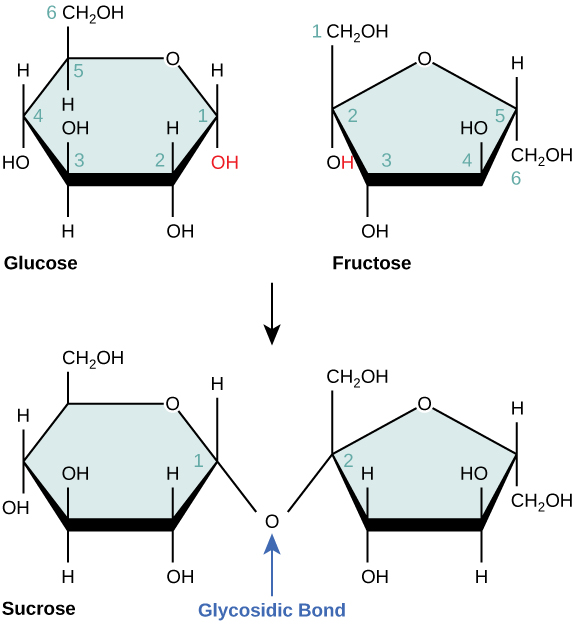 6 CH₂OH
1 CH₂OH
H 5 O H
O H
H
4 OH H 1
2 5
HO 3 2 OH
OH 3 HO 4 CH₂OH
6
H OH
OH
Glucose
Fructose
CH₂OH
CH₂OH
H O H
O H
OH H 1
2 H HO
OH
O
CH₂OH
H OH
OH H
Sucrose
Glycosidic Bond